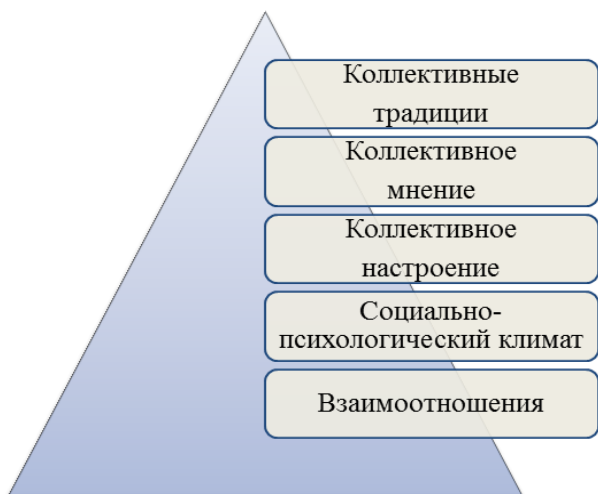 Коллективные
традиции
Коллективное
мнение
Коллективное
настроение
Социально-
психологический климат
Взаимоотношения